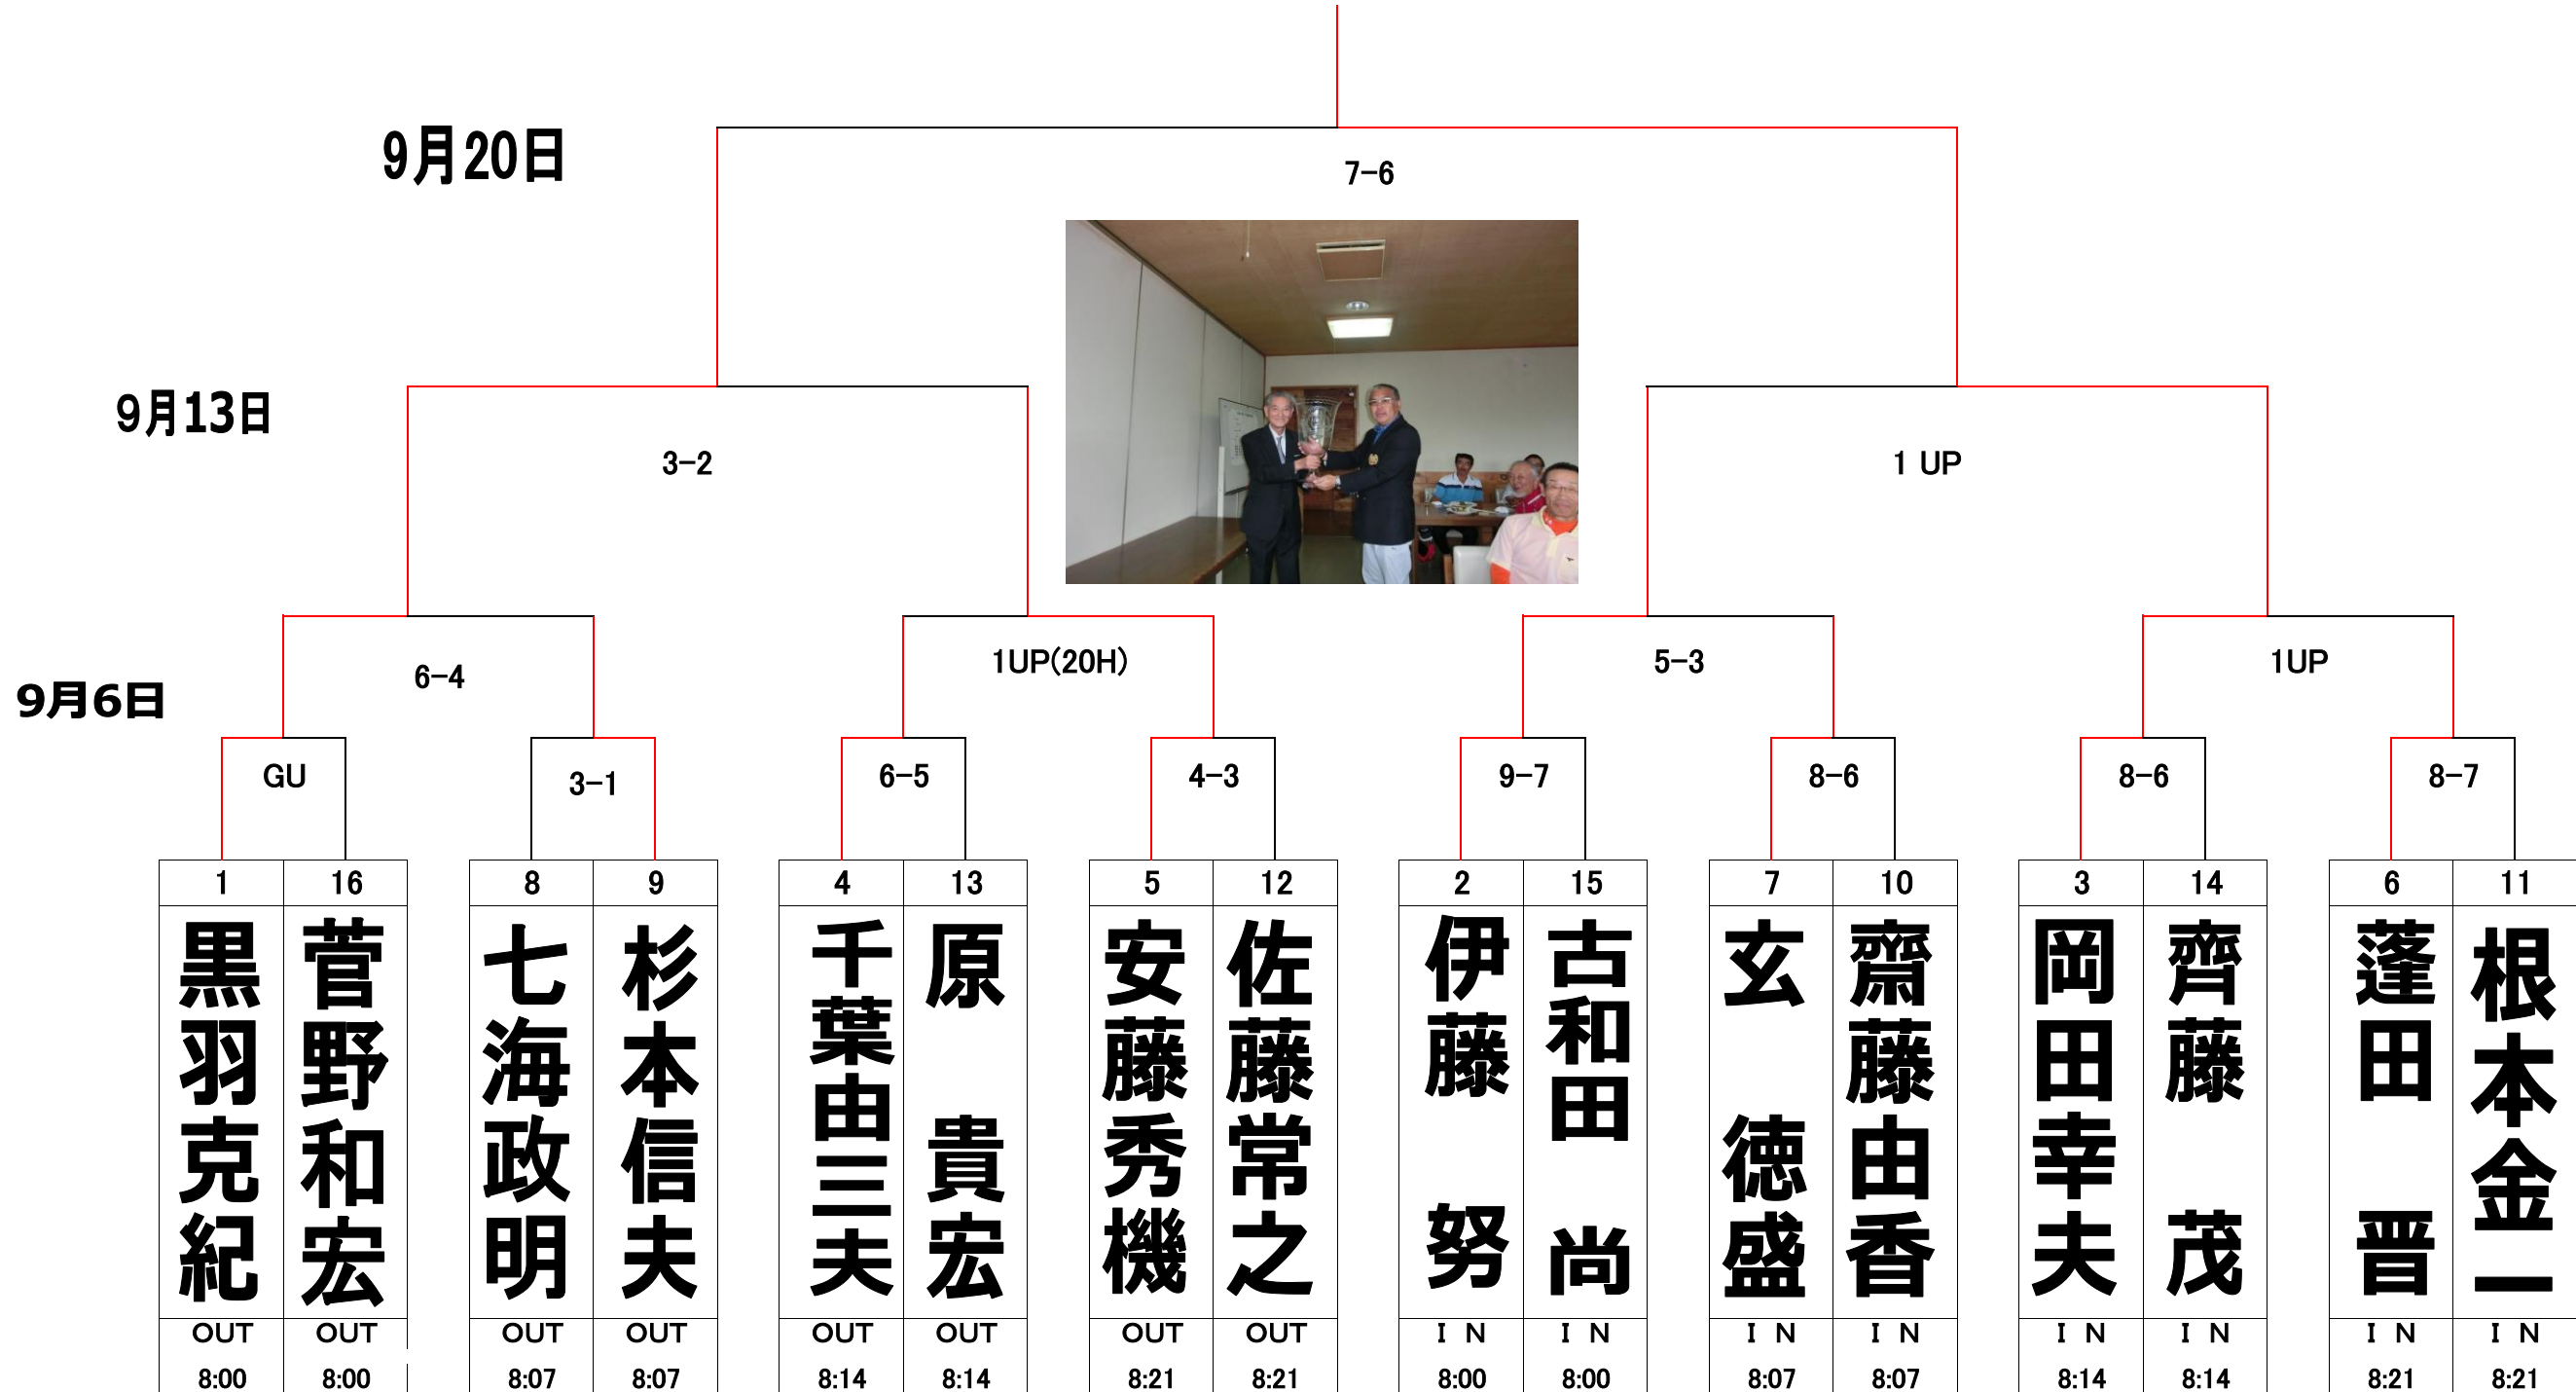 9月20日
7-6
9月13日
3-2
1 UP
9月6日
6-4
1UP(20H)
5-3
1UP
GU
3-1
6-5
4-3
9-7
8-6
8-6
8-7
1 16 8 9 4 13 5 12 2 15 7 10 3 14 6 11
黒羽克紀
菅野和宏
七海政明
杉本信夫
千葉由三夫
原 貴宏
安藤秀機
佐藤常之
伊藤 努
古和田 尚
玄 徳盛
齋藤由香
岡田幸夫
齊藤 茂
蓬田 晋
根本金一
OUT OUT OUT OUT OUT OUT OUT OUT I N I N I N I N I N I N I N I N
8:00 8:00 8:07 8:07 8:14 8:14 8:21 8:21 8:00 8:00 8:07 8:07 8:14 8:14 8:21 8:21